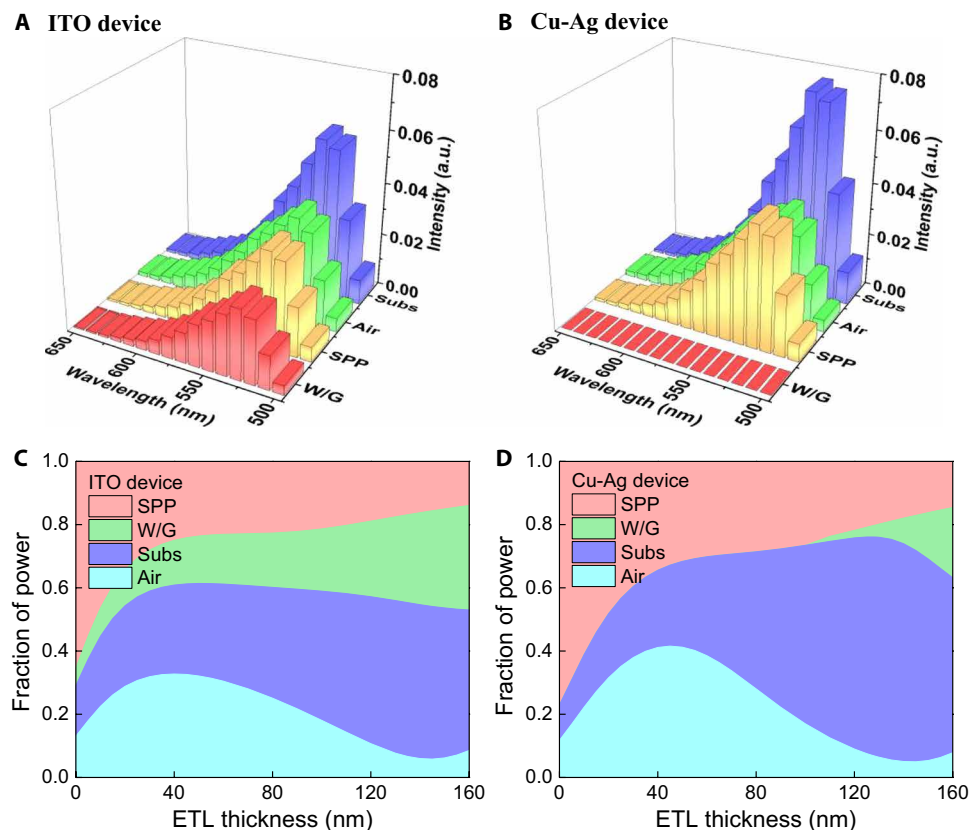 A ITO device
0.08
0.06
0.04
0.02
0.00
Intensity (a.u.)
Subs
Air
SPP
W/G
650
600
550
500
Wavelength (nm)
B Cu-Ag device
0.08
0.06
0.04
0.02
0.00
Intensity (a.u.)
Subs
Air
SPP
W/G
650
600
550
500
Wavelength (nm)
C
1.0
0.8
0.6
0.4
0.2
0.0
Fraction of power
ITO device
SPP
W/G
Subs
Air
0 40 80 120 160
ETL thickness (nm)
D
1.0
0.8
0.6
0.4
0.2
0.0
Fraction of power
Cu-Ag device
SPP
W/G
Subs
Air
0 40 80 120 160
ETL thickness (nm)